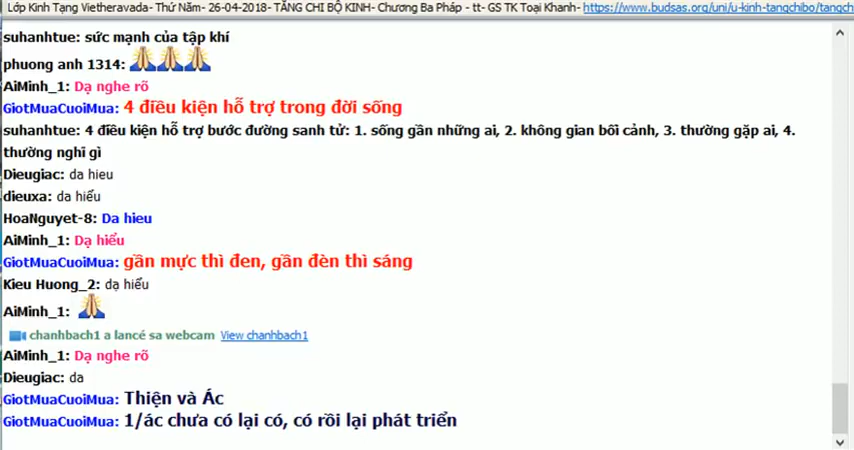 Lớp Kinh Tạng Vietheravada- Thứ Năm- 26-04-2018- TĂNG CHI BỘ KINH- Chương Ba Pháp - tt- GS TK Toại Khanh- https://www.budsas.org/uni/u-kinh-tangchibo/tangch
suhanhtue: sức mạnh của tập khí
phuong anh 1314:
AiMinh_1: Dạ nghe rõ
GiotMuaCuoiMua: 4 điều kiện hỗ trợ trong đời sống
suhanhtue: 4 điều kiện hỗ trợ bước đường sanh tử: 1. sống gần những ai, 2. không gian bối cảnh, 3. thường gặp ai, 4.
thường nghĩ gì
Dieugiac: da hieu
dieuxa: da hiểu
HoaNguyet-8: Da hieu
AiMinh_1: Dạ hiểu
GiotMuaCuoiMua: gần mực thì đen, gần đèn thì sáng
Kieu Huong_2: dạ hiểu
AiMinh_1:
chanhbach1 a lancé sa webcam View chanhbach1
AiMinh_1: Dạ nghe rõ
Dieugiac: da
GiotMuaCuoiMua: Thiện và Ác
GiotMuaCuoiMua: 1/ác chưa có lại có, có rồi lại phát triển